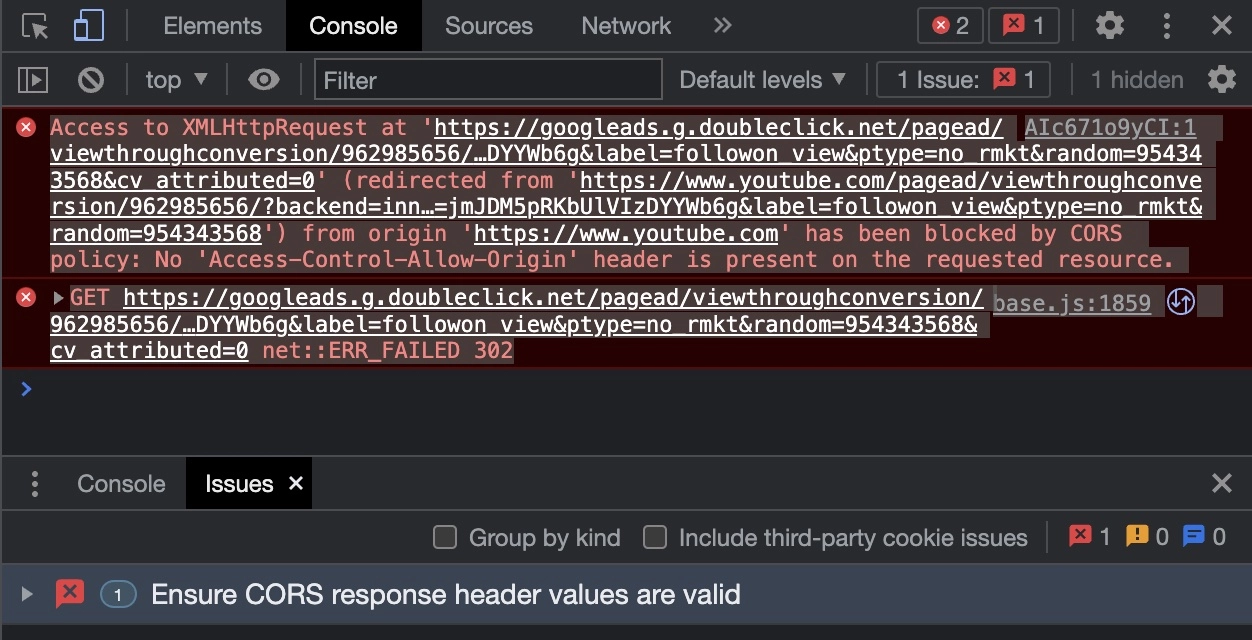 Elements Console Sources Network » 2 1
top ▼ Filter Default levels ▼ 1 Issue: 1 1 hidden
Access to XMLHttpRequest at 'https://googleads.g.doubleclick.net/pagead/ AIc671o9yCI:1
viewthroughconversion/962985656/…DYYWb6g&label=followon_view&ptype=no_rmkt&random=95434
3568&cv_attributed=0' (redirected from 'https://www.youtube.com/pagead/viewthroughconve
rsion/962985656/?backend=inn…=jmJDM5pRKbUlVIzDYYWb6g&label=followon_view&ptype=no_rmkt&
random=954343568') from origin 'https://www.youtube.com' has been blocked by CORS
policy: No 'Access-Control-Allow-Origin' header is present on the requested resource.
GET https://googleads.g.doubleclick.net/pagead/viewthroughconversion/ base.js:1859
962985656/…DYYWb6g&label=followon_view&ptype=no_rmkt&random=954343568&
cv_attributed=0 net::ERR_FAILED 302
Console Issues
Group by kind Include third-party cookie issues 1 0 0
1 Ensure CORS response header values are valid